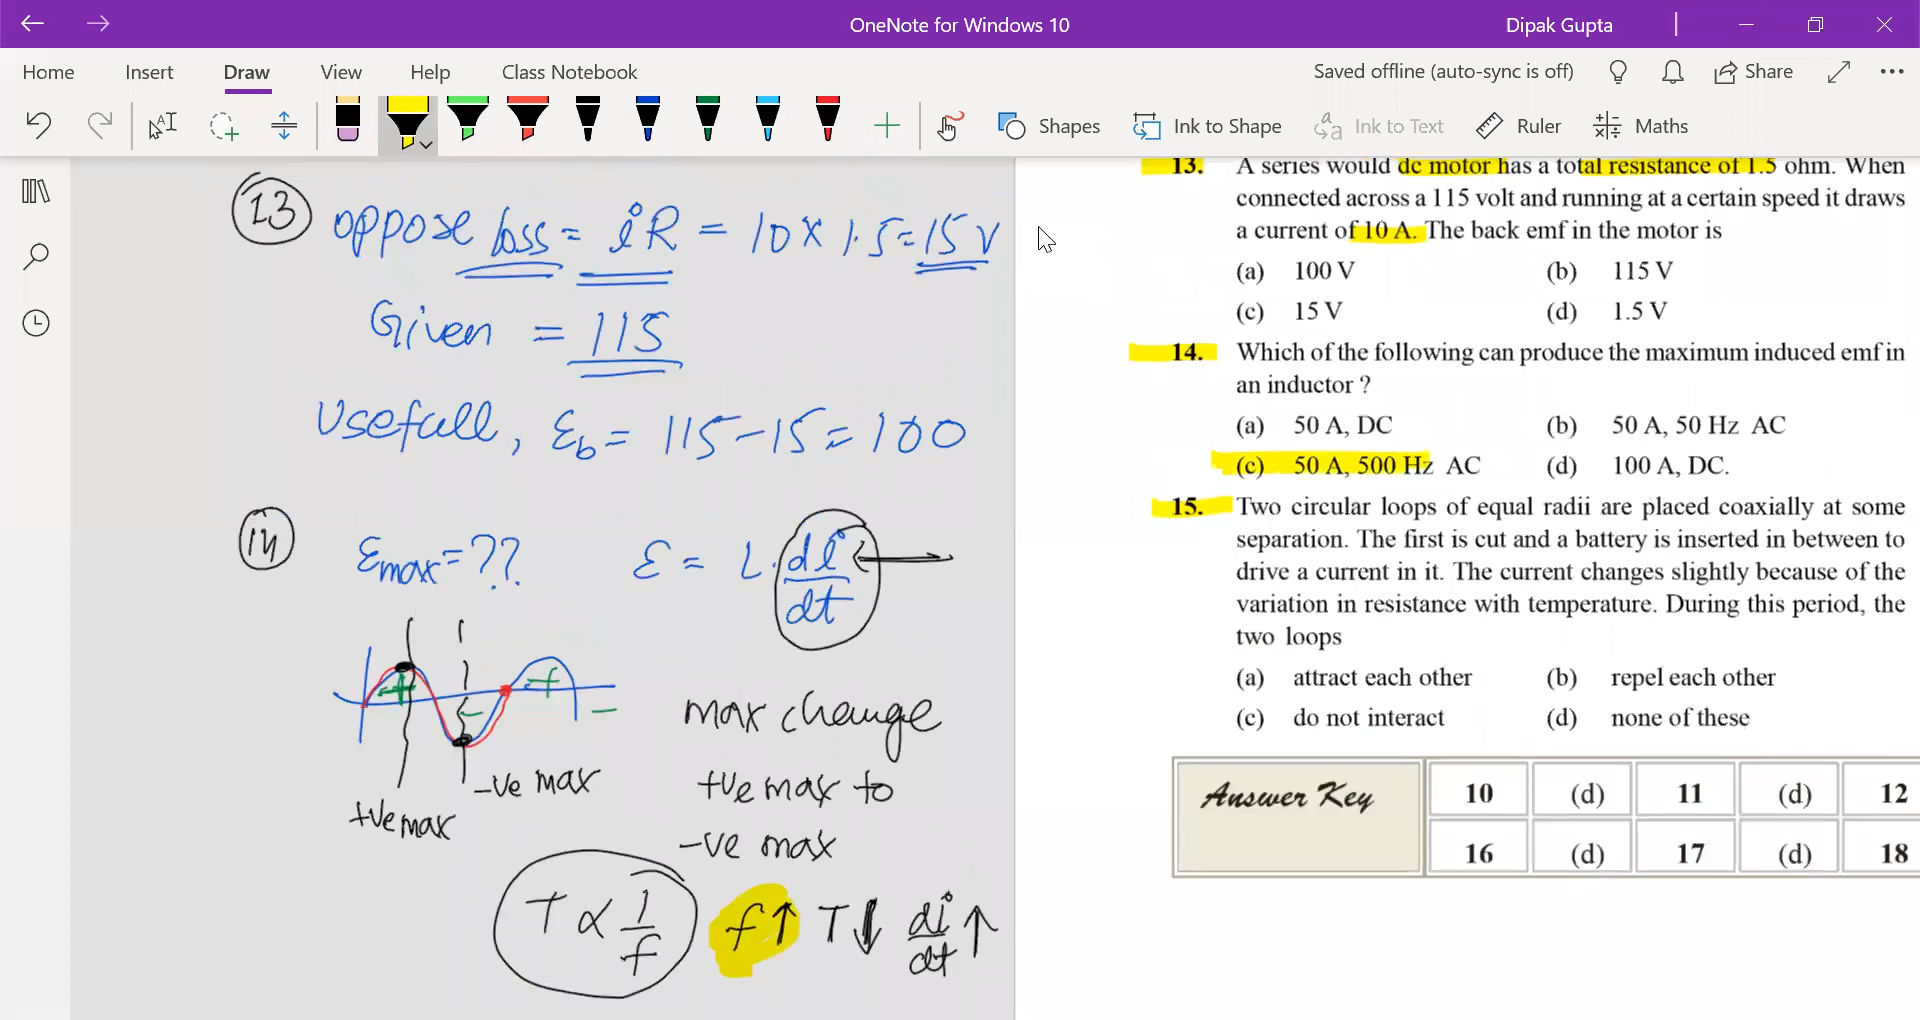 OneNote for Windows 10
Dipak Gupta
Home Insert Draw View Help Class Notebook
Saved offline (auto-sync is off) Share
Shapes Ink to Shape Ink to Text Ruler Maths
13 oppose loss = iR = 10 x 1.5 = 15 V
Given = 115
Usefull, εb = 115 - 15 = 100
14 εmax = ?? ε = L . di/dt
+ - + -
+ve max
-ve max
max change
+ve max to
-ve max
T ∝ 1/f f↑ T↓ di/dt ↑
13. A series would dc motor has a total resistance of 1.5 ohm. When
connected across a 115 volt and running at a certain speed it draws
a current of 10 A. The back emf in the motor is
(a) 100 V (b) 115 V
(c) 15 V (d) 1.5 V
14. Which of the following can produce the maximum induced emf in
an inductor ?
(a) 50 A, DC (b) 50 A, 50 Hz AC
(c) 50 A, 500 Hz AC (d) 100 A, DC.
15. Two circular loops of equal radii are placed coaxially at some
separation. The first is cut and a battery is inserted in between to
drive a current in it. The current changes slightly because of the
variation in resistance with temperature. During this period, the
two loops
(a) attract each other (b) repel each other
(c) do not interact (d) none of these
Answer Key 10 (d) 11 (d) 12
16 (d) 17 (d) 18